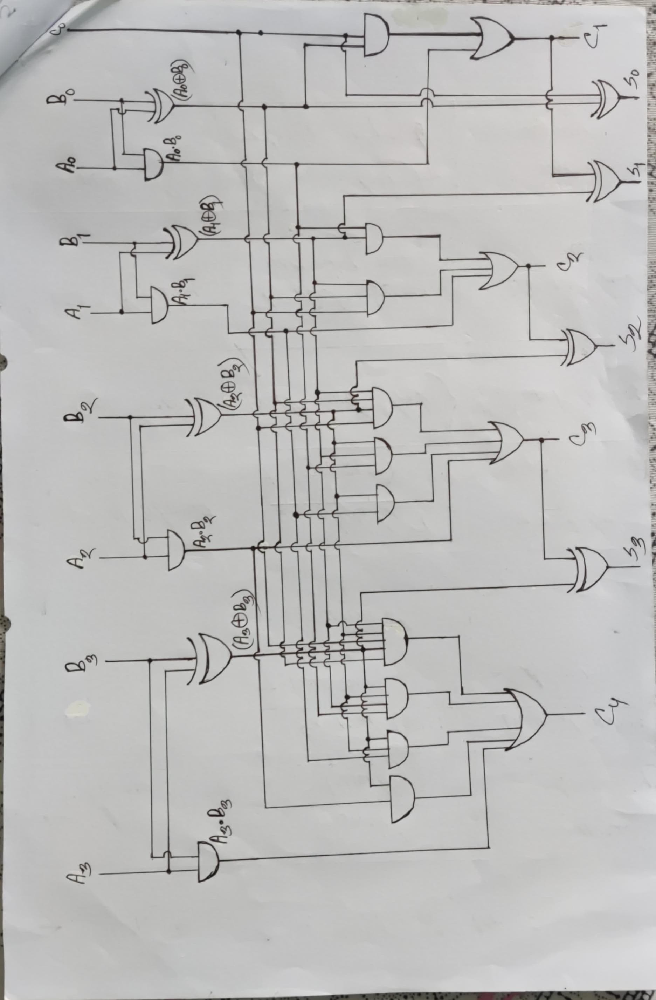 C₀
B₀
(A₀⊕B₀)
A₀
A₀·B₀
B₁
(A₁⊕B₁)
A₁
A₁·B₁
B₂
(A₂⊕B₂)
A₂
A₂·B₂
B₃
(A₃⊕B₃)
A₃
A₃·B₃
C₁
S₀
S₁
C₂
S₂
C₃
S₃
C₄